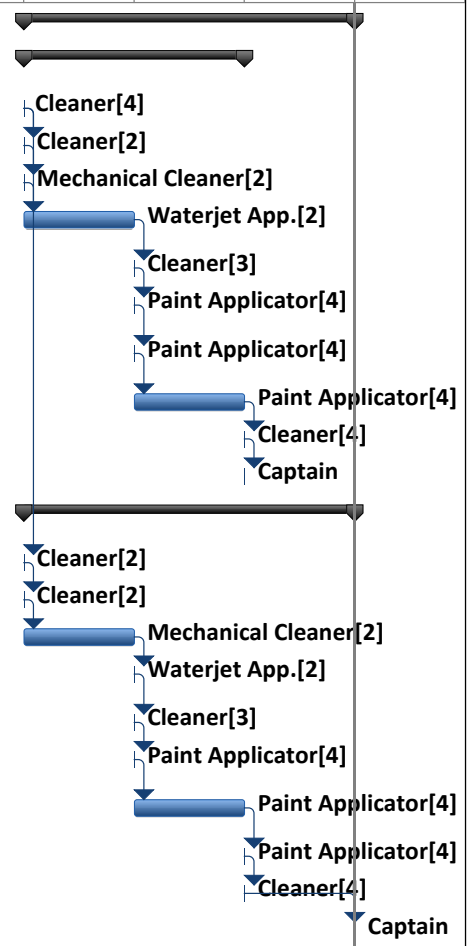 Cleaner[4]
Cleaner[2]
Mechanical Cleaner[2]
Waterjet App.[2]
Cleaner[3]
Paint Applicator[4]
Paint Applicator[4]
Paint Applicator[4]
Cleaner[4]
Captain
Cleaner[2]
Cleaner[2]
Mechanical Cleaner[2]
Waterjet App.[2]
Cleaner[3]
Paint Applicator[4]
Paint Applicator[4]
Paint Applicator[4]
Cleaner[4]
Captain